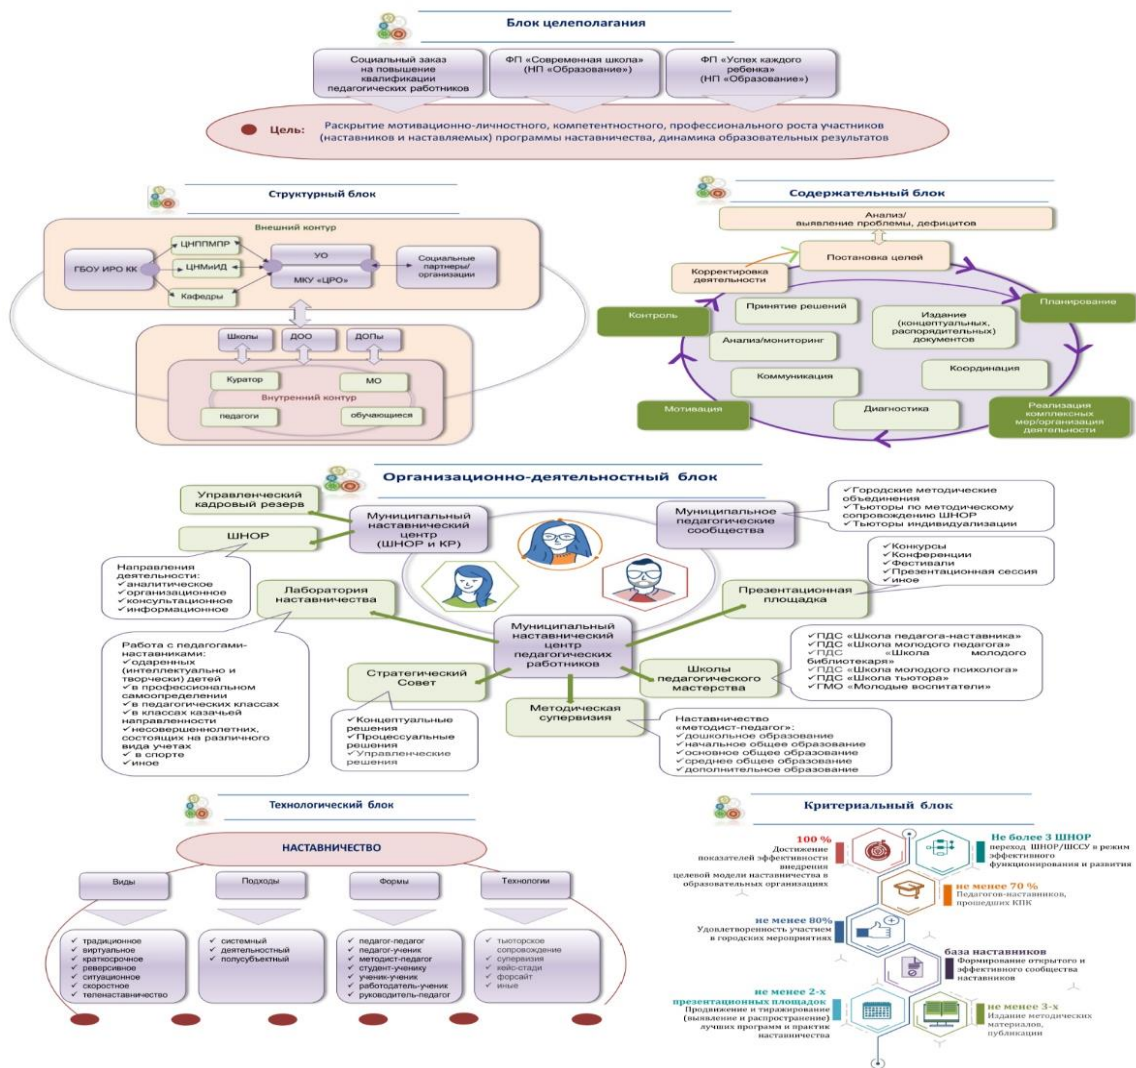 Блок целеполагания
Социальный заказ
на повышение
квалификации
педагогических работников
ФП «Современная школа»
(НП «Образование»)
ФП «Успех каждого
ребенка»
(НП «Образование»)
Цель:
Раскрытие мотивационно-личностного, компетентностного, профессионального роста участников
(наставников и наставляемых) программы наставничества, динамика образовательных результатов
Структурный блок
Внешний контур
ГБОУ ИРО КК
ЦНППМПР
ЦНМиИД
Кафедры
УО
МКУ «ЦРО»
Социальные
партнеры/
организации
Школы
ДОО
ДОПы
Куратор
МО
Внутренний контур
педагоги
обучающиеся
Содержательный блок
Анализ/
выявление проблемы, дефицитов
Постановка целей
Корректировка
деятельности
Контроль
Принятие решений
Издание
(концептуальных,
распорядительных)
документов
Планирование
Анализ/мониторинг
Коммуникация
Координация
Мотивация
Диагностика
Реализация
комплексных
мер/организация
деятельности
Организационно-деятельностный блок
Управленческий
кадровый резерв
ШНОР
Муниципальный
наставнический
центр
(ШНОР и КР)
Муниципальное
педагогические
сообщества
✓Городские методические
объединения
✓Тьюторы по методическому
сопровождению ШНОР
✓Тьюторы индивидуализации
Направления
деятельности:
✓аналитическое
✓организационное
✓консультационное
✓информационное
✓Конкурсы
✓Конференции
✓Фестивали
✓Презентационная сессия
✓иное
Лаборатория
наставничества
Презентационная
площадка
Муниципальный
наставнический
центр
педагогических
работников
Работа с педагогами-
наставниками:
✓одаренных
(интеллектуально и
творчески) детей
✓в профессиональном
самоопределении
✓в педагогических классах
✓в классах казачьей
направленности
✓несовершеннолетних,
состоящих на различного
вида учетах
✓ в спорте
✓иное
Стратегический
Совет
✓Концептуальные
решения
✓Процессуальные
решения
✓Управленческие
решения
Методическая
супервизия
Школы
педагогического
мастерства
✓ПДС «Школа педагога-наставника»
✓ПДС «Школа молодого педагога»
✓ПДС «Школа молодого
библиотекаря»
✓ПДС «Школа молодого психолога»
✓ПДС «Школа тьютора»
✓ГМО «Молодые воспитатели»
Наставничество
«методист-педагог»:
✓дошкольное образование
✓начальное общее образование
✓основное общее образование
✓среднее общее образование
✓дополнительное образование
Технологический блок
НАСТАВНИЧЕСТВО
Виды
Подходы
Формы
Технологии
✓ традиционное
✓ виртуальное
✓ краткосрочное
✓ реверсивное
✓ ситуационное
✓ скоростное
✓ теленаставничество
✓ системный
✓ деятельностный
✓ полусубъектный
✓ педагог-педагог
✓ педагог-ученик
✓ методист-педагог
✓ студент-ученику
✓ ученик-ученик
✓ работодатель-ученик
✓ руководитель-педагог
✓ тьюторское
сопровождение
✓ супервизия
✓ кейс-стади
✓ форсайт
✓ иные
Критериальный блок
100 %
Достижение
показателей эффективности
внедрения
целевой модели наставничества в
образовательных организациях
Не более 3 ШНОР
переход ШНОР/ШССУ в режим
эффективного
функционирования и развития
не менее 70 %
Педагогов-наставников,
прошедших КПК
не менее 80%
Удовлетворенность участием
в городских мероприятиях
база наставников
Формирование открытого и
эффективного сообщества
наставников
не менее 2-х
презентационных площадок
Продвижение и тиражирование
(выявление и распространение)
лучших программ и практик
наставничества
не менее 3-х
Издание методических
материалов,
публикации